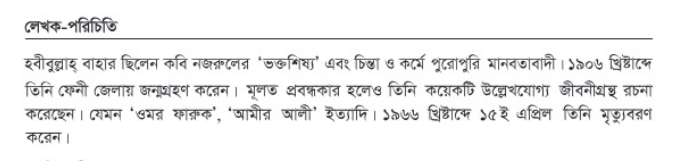 লেখক-পরিচিতি
হবীবুল্লাহ্ বাহার ছিলেন কবি নজরুলের ‘ভক্তশিষ্য’ এবং চিন্তা ও কর্মে পুরোপুরি মানবতাবাদী। ১৯০৬ খ্রিষ্টাব্দে
তিনি ফেনী জেলায় জন্মগ্রহণ করেন। মূলত প্রবন্ধকার হলেও তিনি কয়েকটি উল্লেখযোগ্য জীবনীগ্রন্থ রচনা
করেছেন। যেমন ‘ওমর ফারুক’, ‘আমীর আলী’ ইত্যাদি। ১৯৬৬ খ্রিষ্টাব্দে ১৫ই এপ্রিল তিনি মৃত্যুবরণ
করেন।